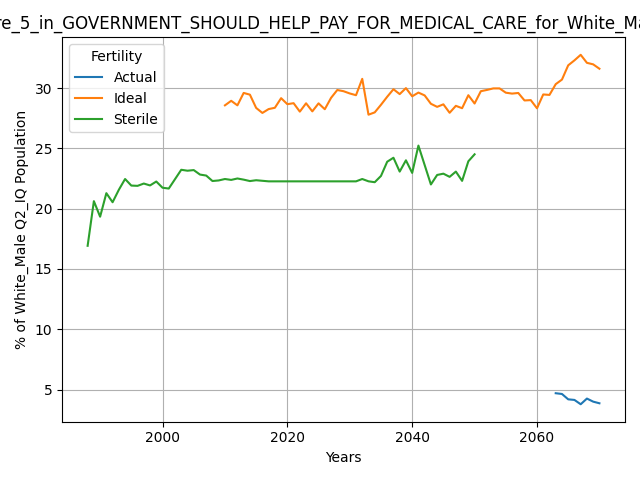 re_5_in_GOVERNMENT_SHOULD_HELP_PAY_FOR_MEDICAL_CARE_for_White_Ma
Fertility
Actual
Ideal
Sterile
% of White_Male Q2_IQ Population
30
25
20
15
10
5
2000 2020 2040 2060
Years